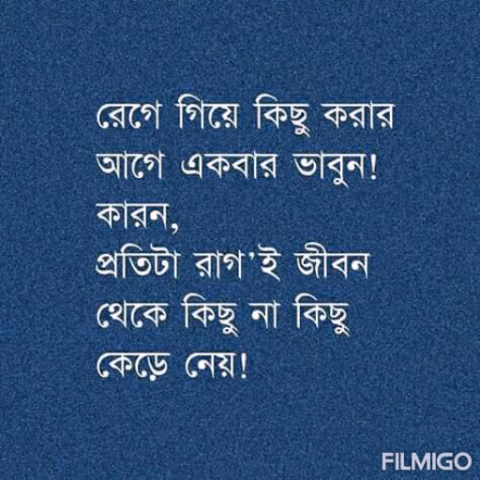 রেগে গিয়ে কিছু করার
আগে একবার ভাবুন!
কারন,
প্রতিটা রাগ'ই জীবন
থেকে কিছু না কিছু
কেড়ে নেয়!
FILMIGO